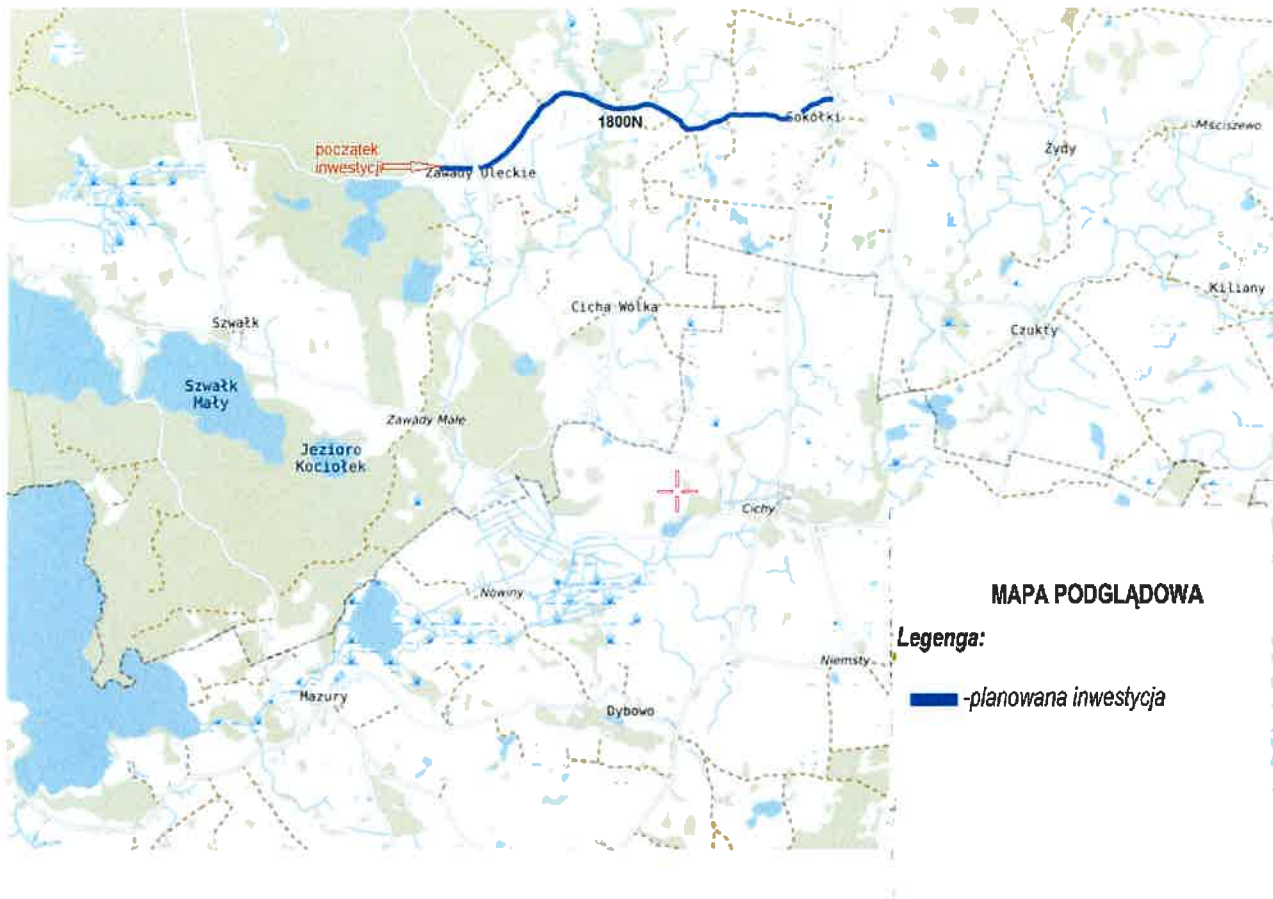 1800N
Sokółki
Mściszewo
Żydy
początek
inwestycji
Zawady Oleckie
Kiliany
Cicha Wólka
Szwałk
Czukty
Szwałk
Mały
Zawady Małe
Jezioro
Kociołek
Cichy
Nowiny
MAPA PODGLĄDOWA
Legenga:
Niemsty
Mazury
-planowana inwestycja
Dybowo